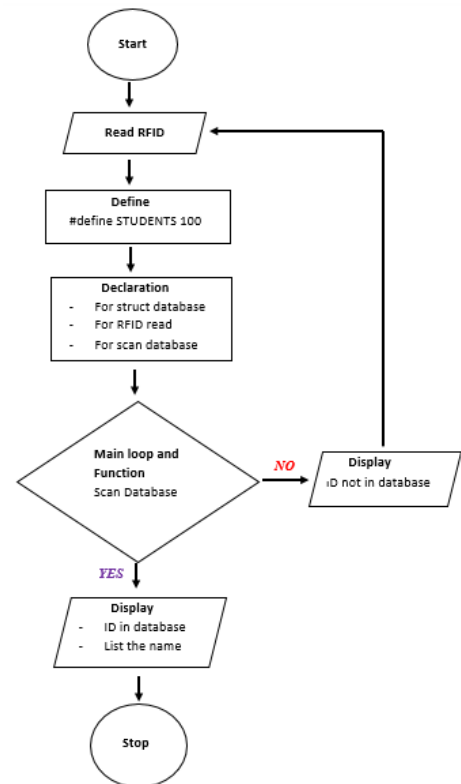 Start
Read RFID
Define
#define STUDENTS 100
Declaration
- For struct database
- For RFID read
- For scan database
Main loop and
Function
Scan Database
NO
Display
ID not in database
YES
Display
- ID in database
- List the name
Stop